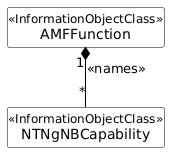 <<InformationObjectClass>>
AMFFunction
1
<<names>>
*
<<InformationObjectClass>>
NTNgNBCapability